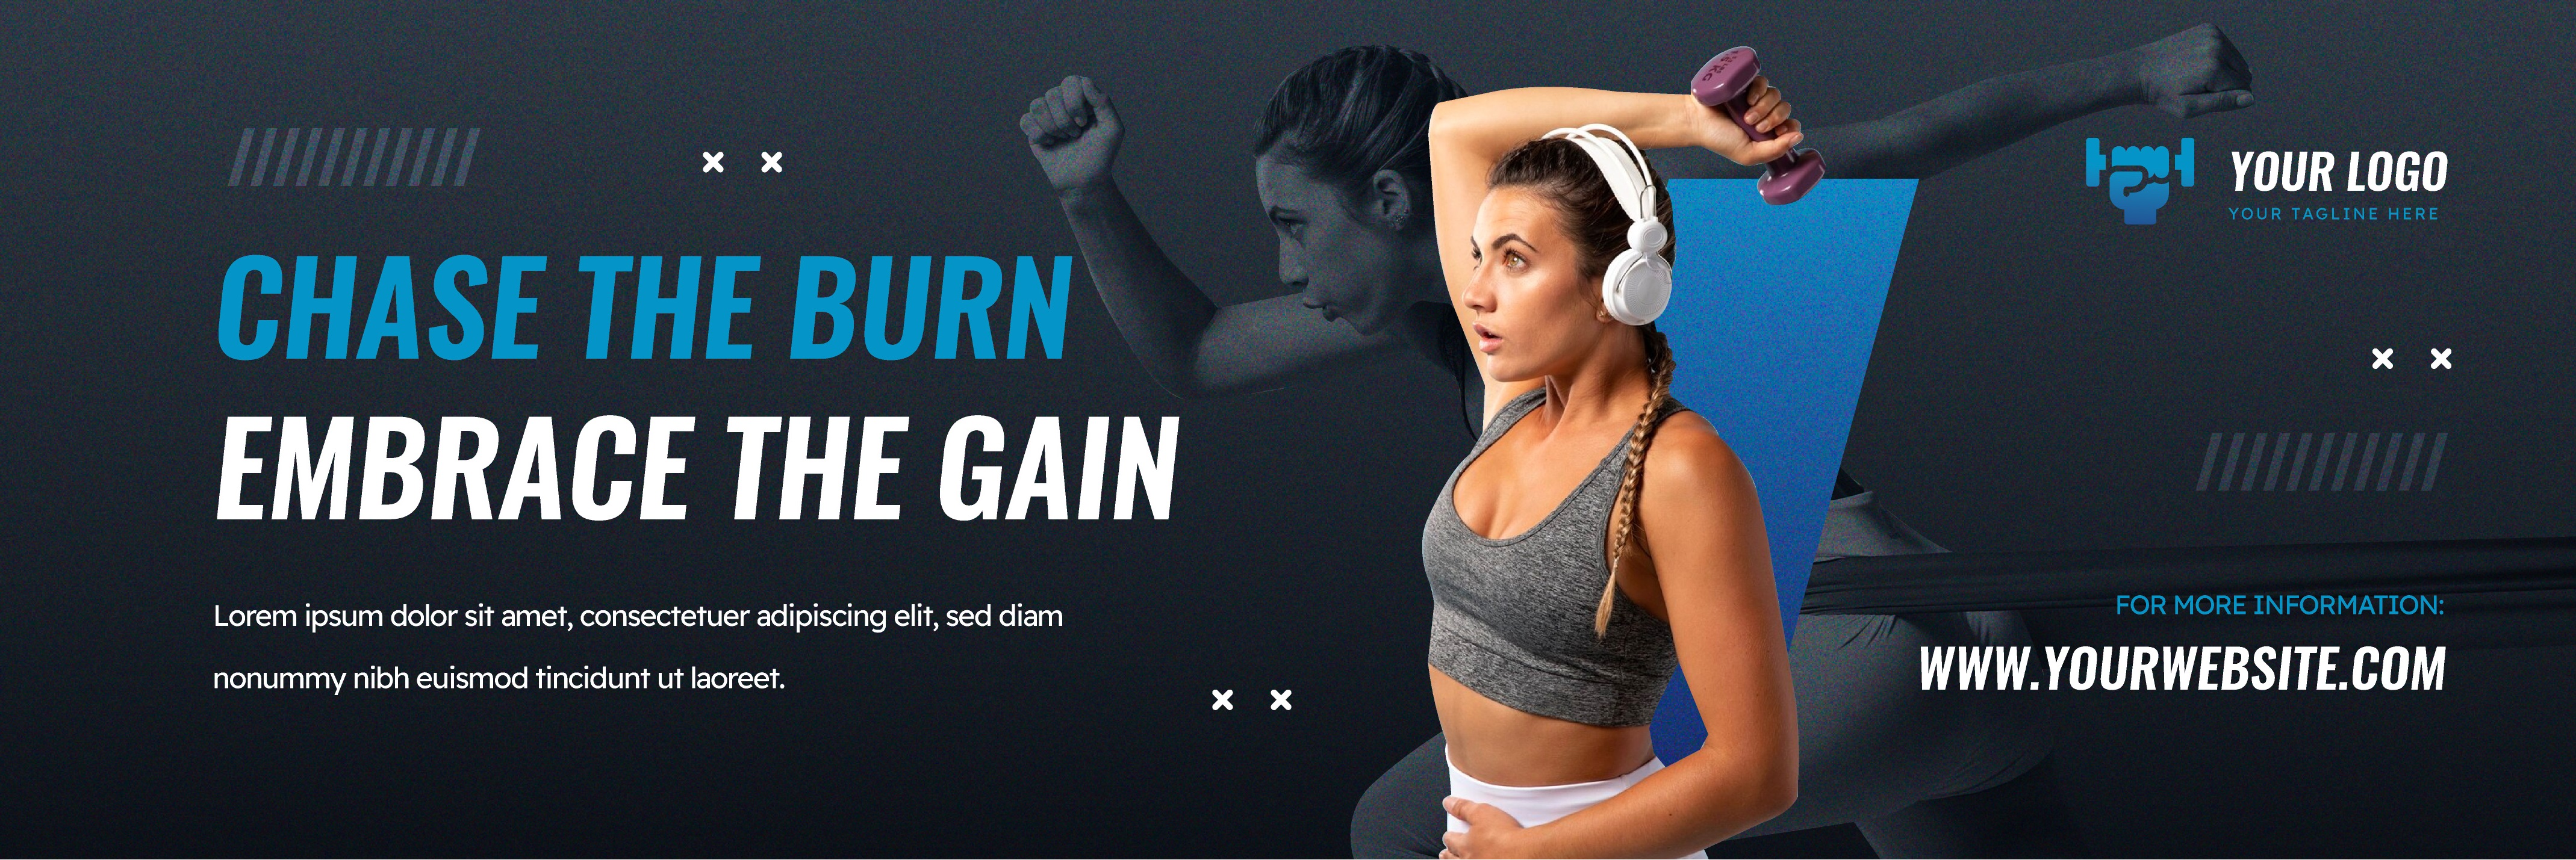 CHASE THE BURN
EMBRACE THE GAIN
Lorem ipsum dolor sit amet, consectetuer adipiscing elit, sed diam
nonummy nibh euismod tincidunt ut laoreet.
YOUR LOGO
YOUR TAGLINE HERE
FOR MORE INFORMATION:
WWW.YOURWEBSITE.COM